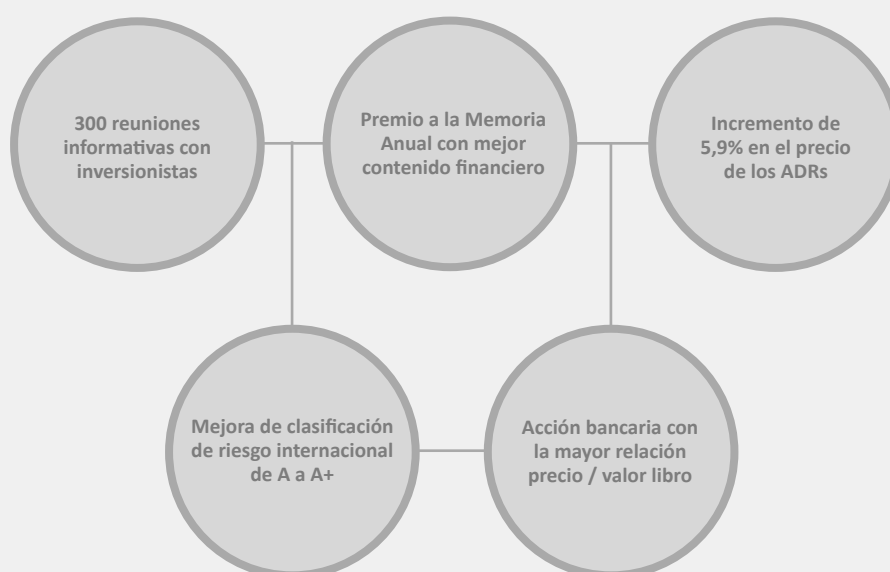 300 reuniones
informativas con
inversionistas
Premio a la Memoria
Anual con mejor
contenido financiero
Incremento de
5,9% en el precio
de los ADRs
Mejora de clasificación
de riesgo internacional
de A a A+
Acción bancaria con
la mayor relación
precio / valor libro